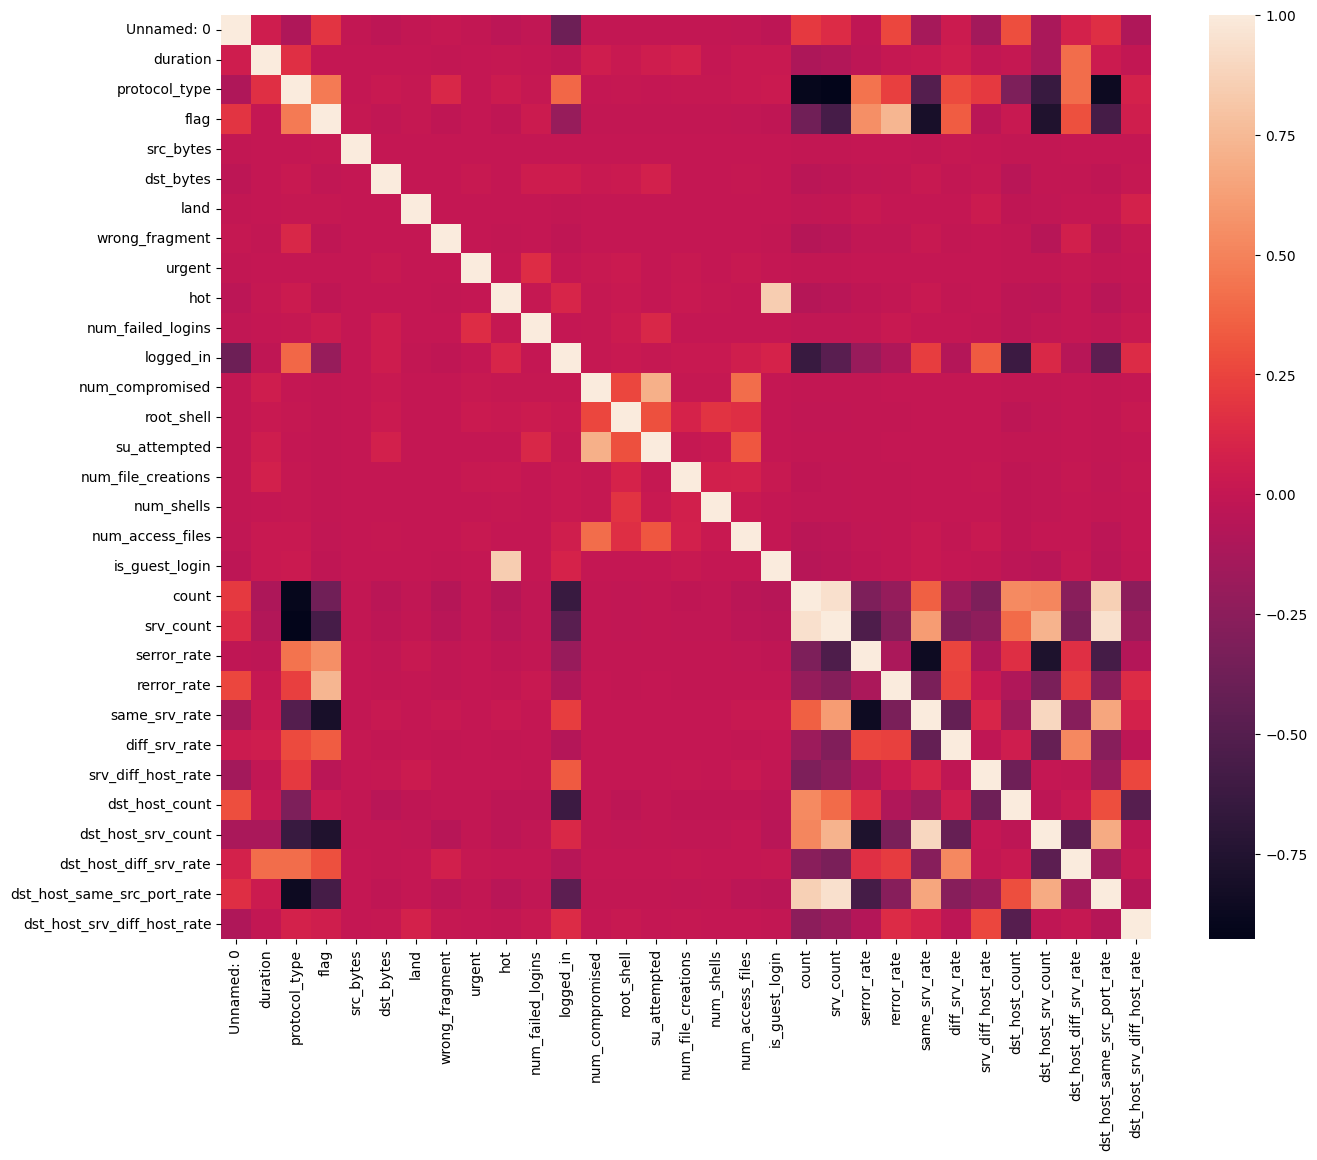 Unnamed: 0
duration
protocol_type
flag
src_bytes
dst_bytes
land
wrong_fragment
urgent
hot
num_failed_logins
logged_in
num_compromised
root_shell
su_attempted
num_file_creations
num_shells
num_access_files
is_guest_login
count
srv_count
serror_rate
rerror_rate
same_srv_rate
diff_srv_rate
srv_diff_host_rate
dst_host_count
dst_host_srv_count
dst_host_diff_srv_rate
dst_host_same_src_port_rate
dst_host_srv_diff_host_rate
Unnamed: 0
duration
protocol_type
flag
src_bytes
dst_bytes
land
wrong_fragment
urgent
hot
num_failed_logins
logged_in
num_compromised
root_shell
su_attempted
num_file_creations
num_shells
num_access_files
is_guest_login
count
srv_count
serror_rate
rerror_rate
same_srv_rate
diff_srv_rate
srv_diff_host_rate
dst_host_count
dst_host_srv_count
dst_host_diff_srv_rate
dst_host_same_src_port_rate
dst_host_srv_diff_host_rate
1.00
0.75
0.50
0.25
0.00
−0.25
−0.50
−0.75